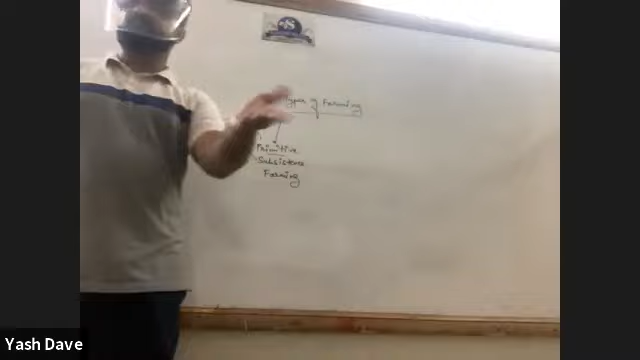 Types of Farming
Primitive
Subsistence
Farming
Yash Dave